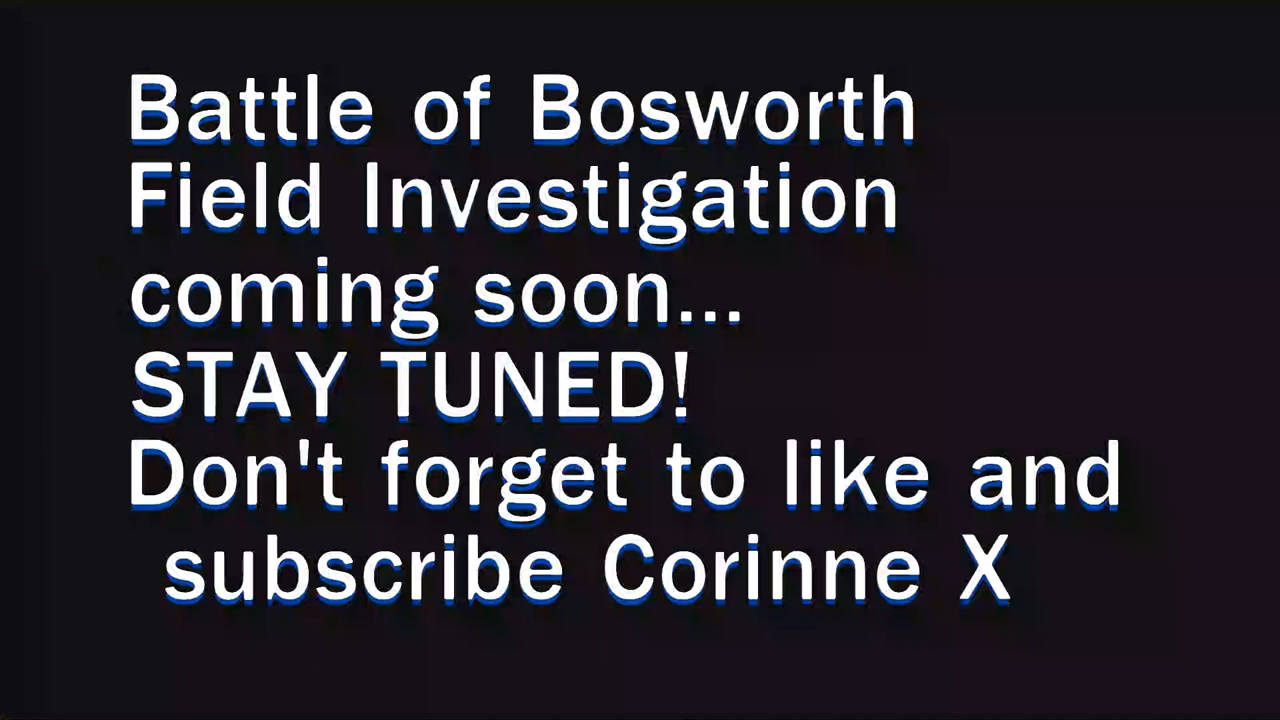 Battle of Bosworth
Field Investigation
coming soon...
STAY TUNED!
Don't forget to like and
subscribe Corinne X